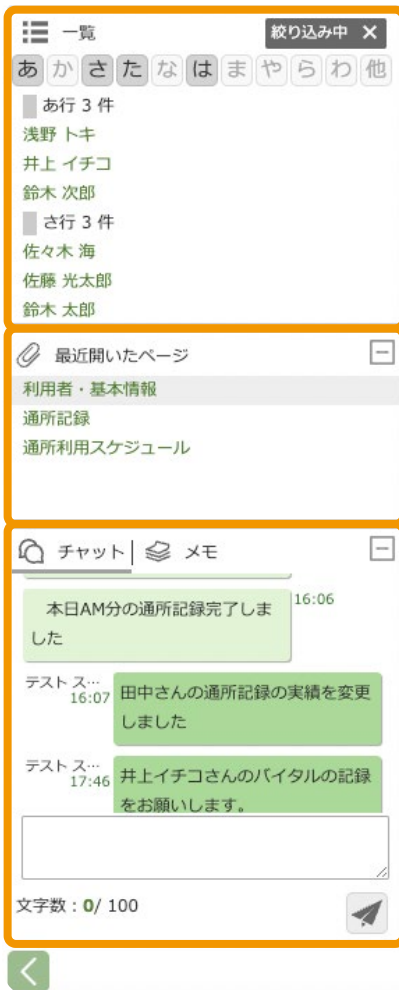 一覧
絞り込み中 ×
あ か さ た な は ま や ら わ 他
あ行 3 件
浅野 トキ
井上 イチコ
鈴木 次郎
さ行 3 件
佐々木 海
佐藤 光太郎
鈴木 太郎
最近開いたページ
利用者・基本情報
通所記録
通所利用スケジュール
チャット メモ
16:06
本日AM分の通所記録完了しま
した
テスト ス…
16:07
田中さんの通所記録の実績を変更
しました
テスト ス…
17:46
井上イチコさんのバイタルの記録
をお願いします。
文字数：0/ 100